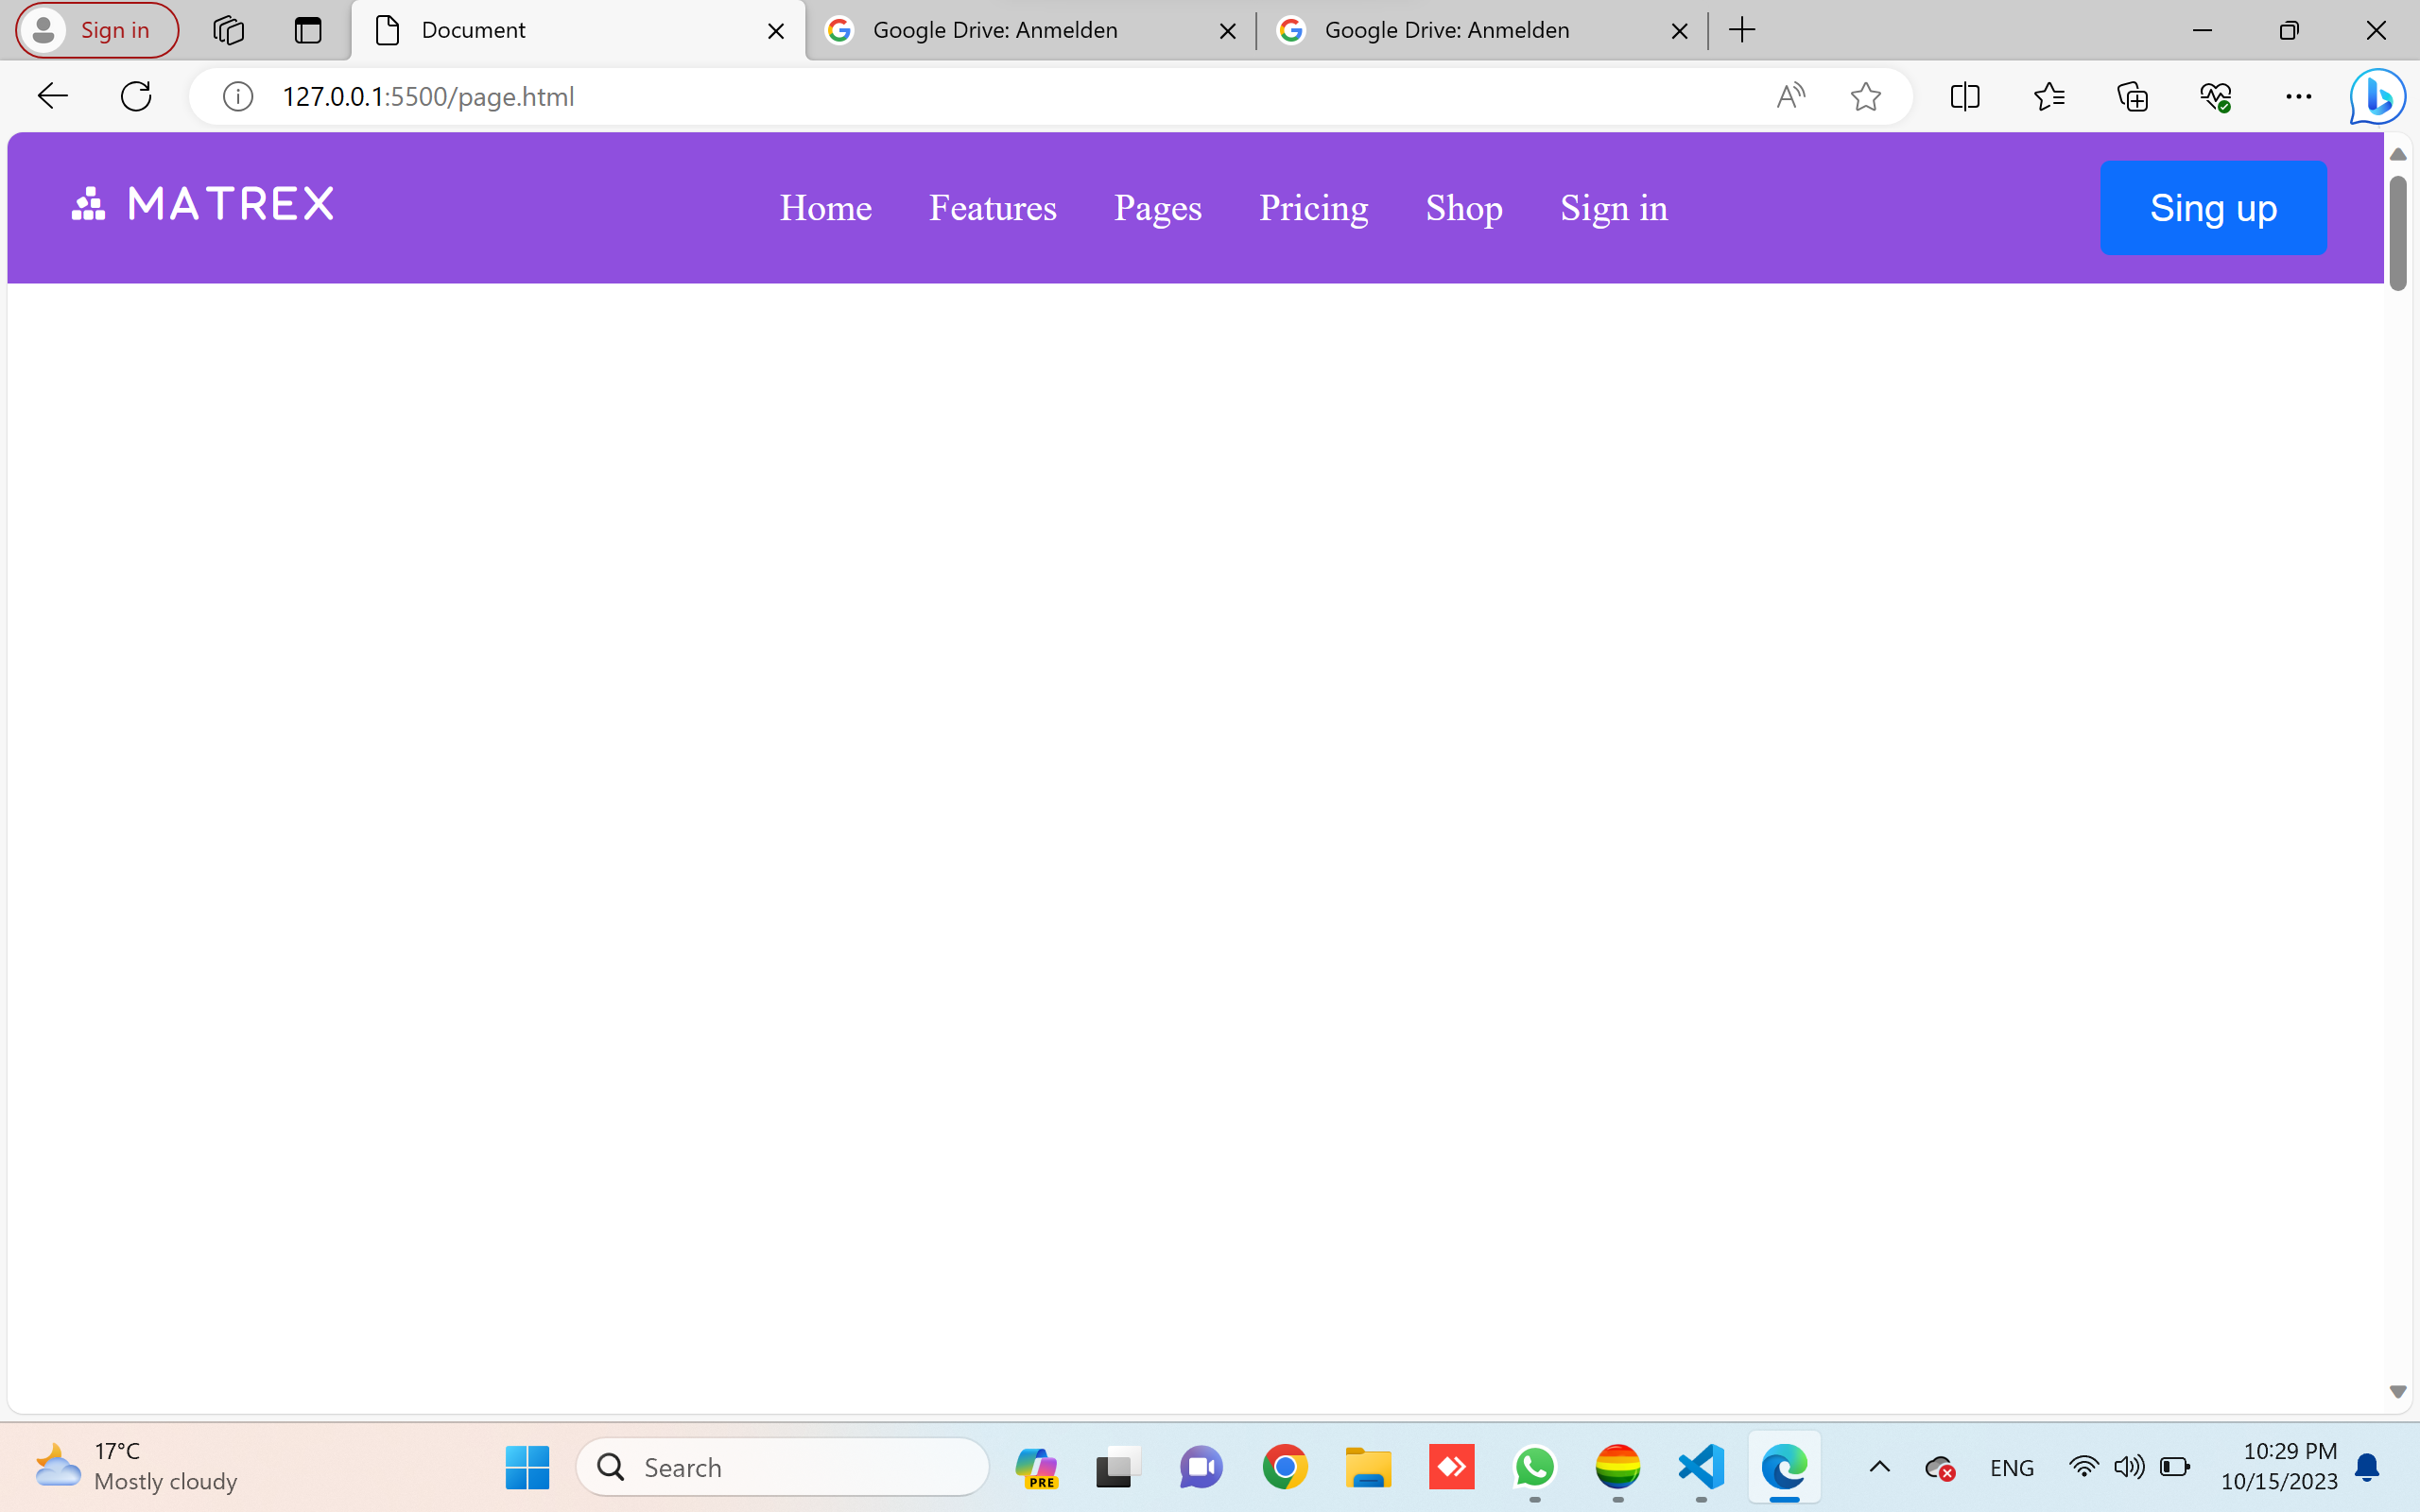 Sign in
Document
Google Drive: Anmelden
Google Drive: Anmelden
127.0.0.1:5500/page.html
MATREX
Home Features Pages Pricing Shop Sign in
Sing up
17°C
Mostly cloudy
Search
PRE
ENG
10:29 PM
10/15/2023